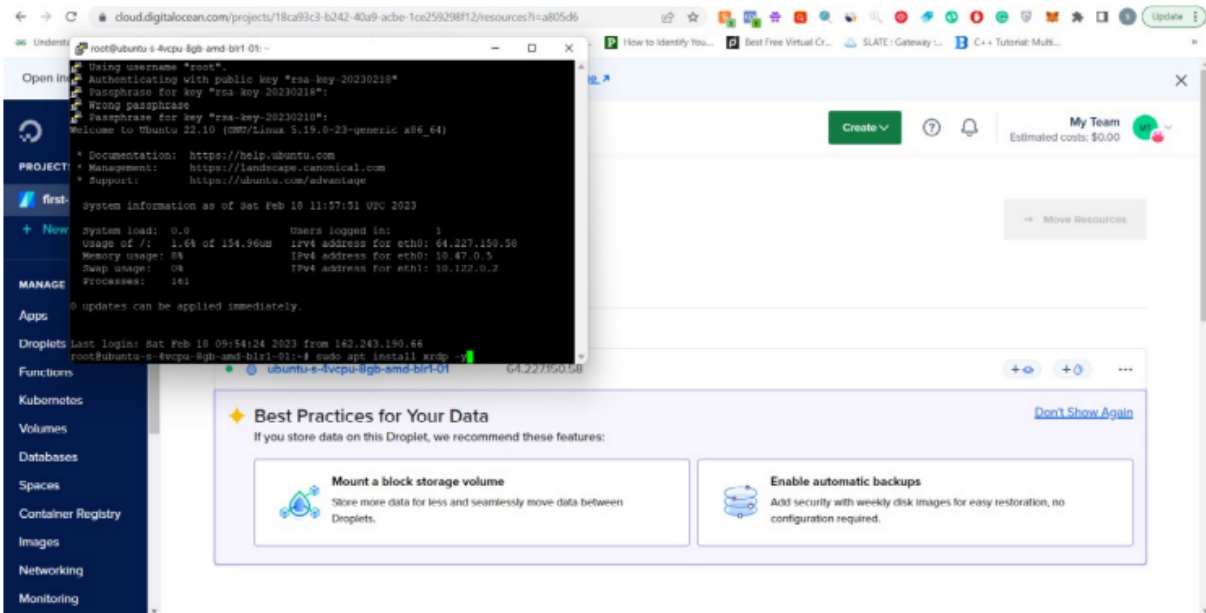 cloud.digitalocean.com/projects/18ca93c3-b242-40a9-acbe-1ce259298f12/resources?i=a805d6
Update
Understa
How to Identify You...
Best Free Virtual Cr...
SLATE : Gateway :...
C++ Tutorial: Multi...
root@ubuntu-s-4vcpu-8gb-amd-blr1-01: ~
Open in
Using username "root".
Authenticating with public key "rsa-key-20230218"
Passphrase for key "rsa-key-20230218":
Wrong passphrase
Passphrase for key "rsa-key-20230218":
Welcome to Ubuntu 22.10 (GNU/Linux 5.19.0-23-generic x86_64)
* Documentation: https://help.ubuntu.com
* Management: https://landscape.canonical.com
* Support: https://ubuntu.com/advantage
System information as of Sat Feb 18 11:57:51 UTC 2023
System load: 0.0 Users logged in: 1
Usage of /: 1.6% of 154.96GB IPv4 address for eth0: 64.227.150.58
Memory usage: 8% IPv4 address for eth0: 10.47.0.5
Swap usage: 0% IPv4 address for eth1: 10.122.0.2
Processes: 161
0 updates can be applied immediately.
Last login: Sat Feb 18 09:54:24 2023 from 162.243.190.66
root@ubuntu-s-4vcpu-8gb-amd-blr1-01:~# sudo apt install xrdp -y
Create
My Team
Estimated costs: $0.00
MT
PROJECT
first-
+ New
→ Move Resources
MANAGE
Apps
Droplets
Functions
Kubernetes
Volumes
Databases
Spaces
Container Registry
Images
Networking
Monitoring
ubuntu-s-4vcpu-8gb-amd-blr1-01 64.227.150.58
Best Practices for Your Data
Don't Show Again
If you store data on this Droplet, we recommend these features:
Mount a block storage volume
Store more data for less and seamlessly move data between
Droplets.
Enable automatic backups
Add security with weekly disk images for easy restoration, no
configuration required.